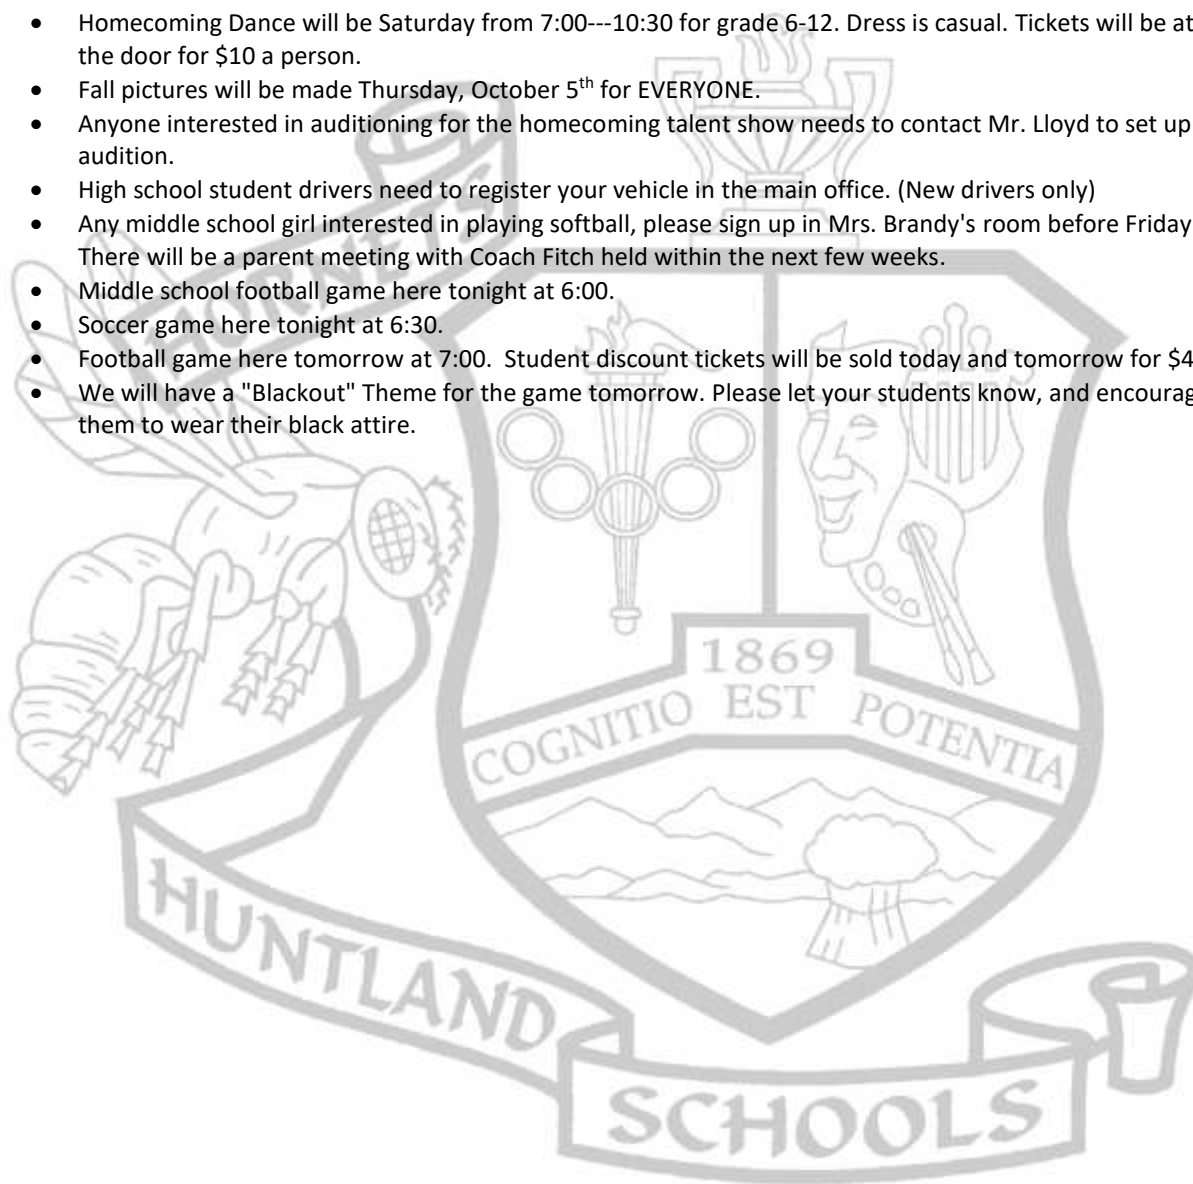 • Homecoming Dance will be Saturday from 7:00---10:30 for grade 6-12. Dress is casual. Tickets will be at
the door for $10 a person.
• Fall pictures will be made Thursday, October 5th for EVERYONE.
• Anyone interested in auditioning for the homecoming talent show needs to contact Mr. Lloyd to set up
audition.
• High school student drivers need to register your vehicle in the main office. (New drivers only)
• Any middle school girl interested in playing softball, please sign up in Mrs. Brandy's room before Friday
There will be a parent meeting with Coach Fitch held within the next few weeks.
• Middle school football game here tonight at 6:00.
• Soccer game here tonight at 6:30.
• Football game here tomorrow at 7:00. Student discount tickets will be sold today and tomorrow for $4
• We will have a "Blackout" Theme for the game tomorrow. Please let your students know, and encourag
them to wear their black attire.
HORNETS
1869
EST
COGNITIO POTENTIA
HUNTLAND
SCHOOLS